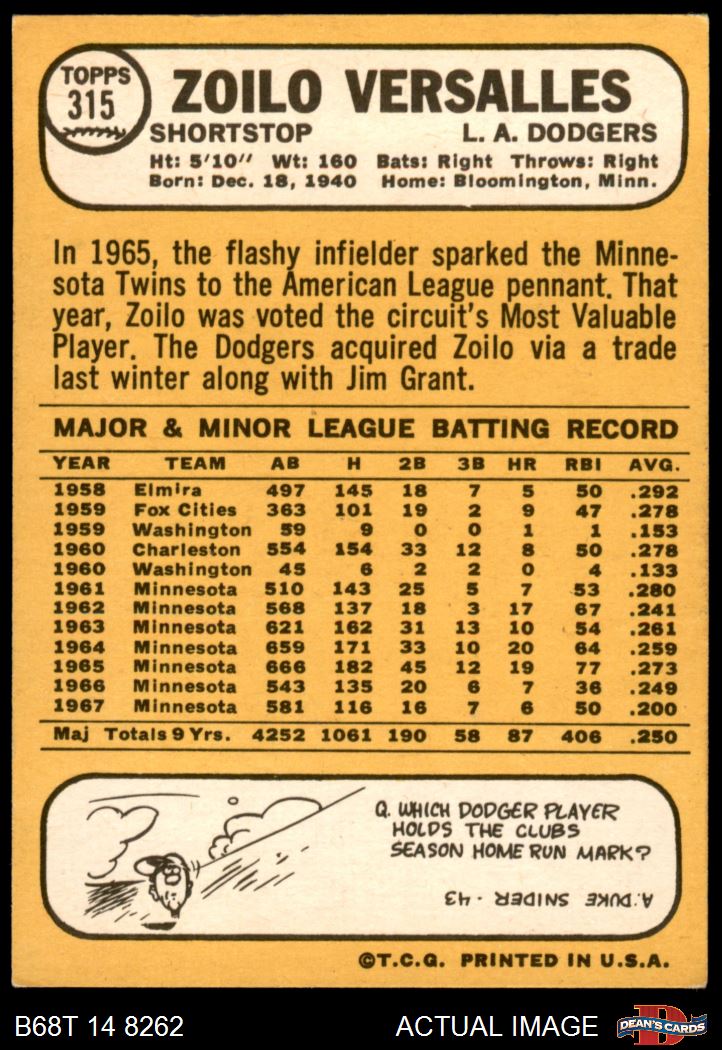 TOPPS
315
ZOILO VERSALLES
SHORTSTOP L. A. DODGERS
Ht: 5'10" Wt: 160 Bats: Right Throws: Right
Born: Dec. 18, 1940 Home: Bloomington, Minn.
In 1965, the flashy infielder sparked the Minne-
sota Twins to the American League pennant. That
year, Zoilo was voted the circuit's Most Valuable
Player. The Dodgers acquired Zoilo via a trade
last winter along with Jim Grant.
MAJOR & MINOR LEAGUE BATTING RECORD
YEAR TEAM AB H 2B 3B HR RBI AVG.
1958 Elmira 497 145 18 7 5 50 .292
1959 Fox Cities 363 101 19 2 9 47 .278
1959 Washington 59 9 0 0 1 1 .153
1960 Charleston 554 154 33 12 8 50 .278
1960 Washington 45 6 2 2 0 4 .133
1961 Minnesota 510 143 25 5 7 53 .280
1962 Minnesota 568 137 18 3 17 67 .241
1963 Minnesota 621 162 31 13 10 54 .261
1964 Minnesota 659 171 33 10 20 64 .259
1965 Minnesota 666 182 45 12 19 77 .273
1966 Minnesota 543 135 20 6 7 36 .249
1967 Minnesota 581 116 16 7 6 50 .200
Maj Totals 9 Yrs. 4252 1061 190 58 87 406 .250
Q. WHICH DODGER PLAYER
HOLDS THE CLUBS
SEASON HOME RUN MARK?
A. DUKE SNIDER - 43
©T.C.G. PRINTED IN U.S.A.
B68T 14 8262 ACTUAL IMAGE DEAN'S CARDS